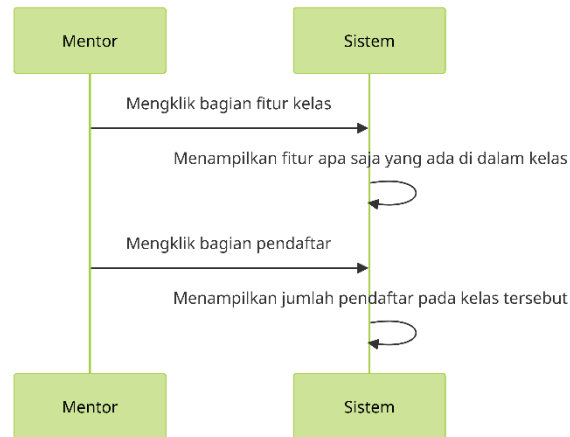 Mentor
Sistem
Mengklik bagian fitur kelas
Menampilkan fitur apa saja yang ada di dalam kelas
Mengklik bagian pendaftar
Menampilkan jumlah pendaftar pada kelas tersebut
Mentor
Sistem